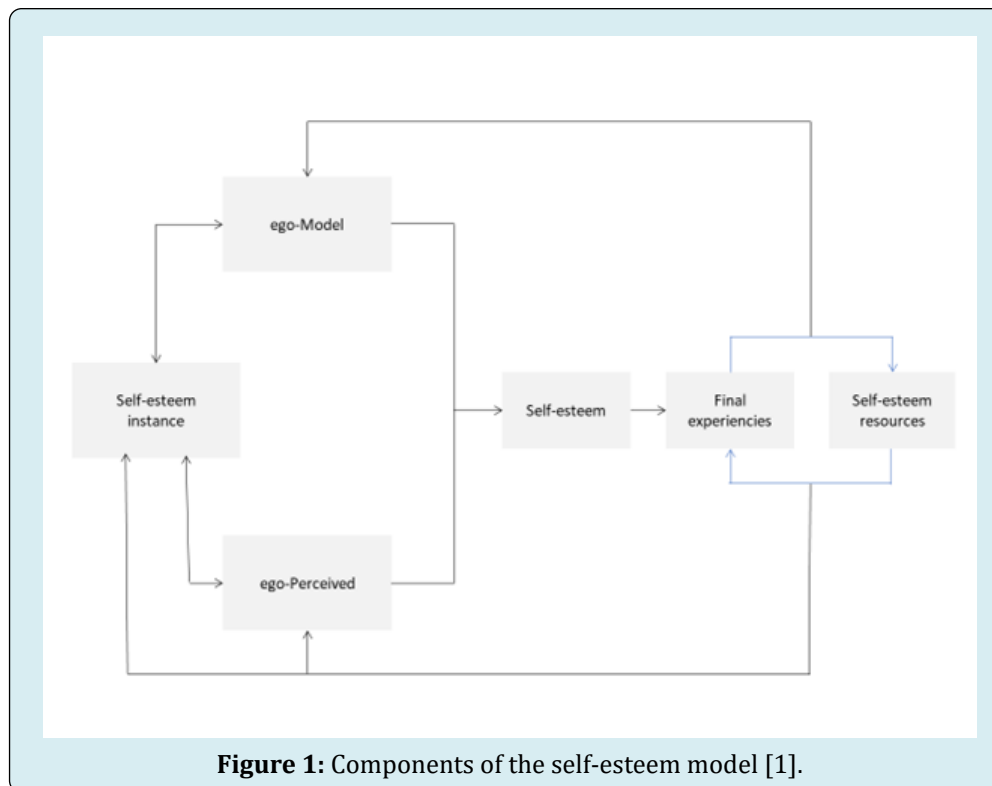 ego-Model
Self-esteem
instance
Self-esteem
Final
experiencies
Self-esteem
resources
ego-Perceived
Figure 1: Components of the self-esteem model [1].